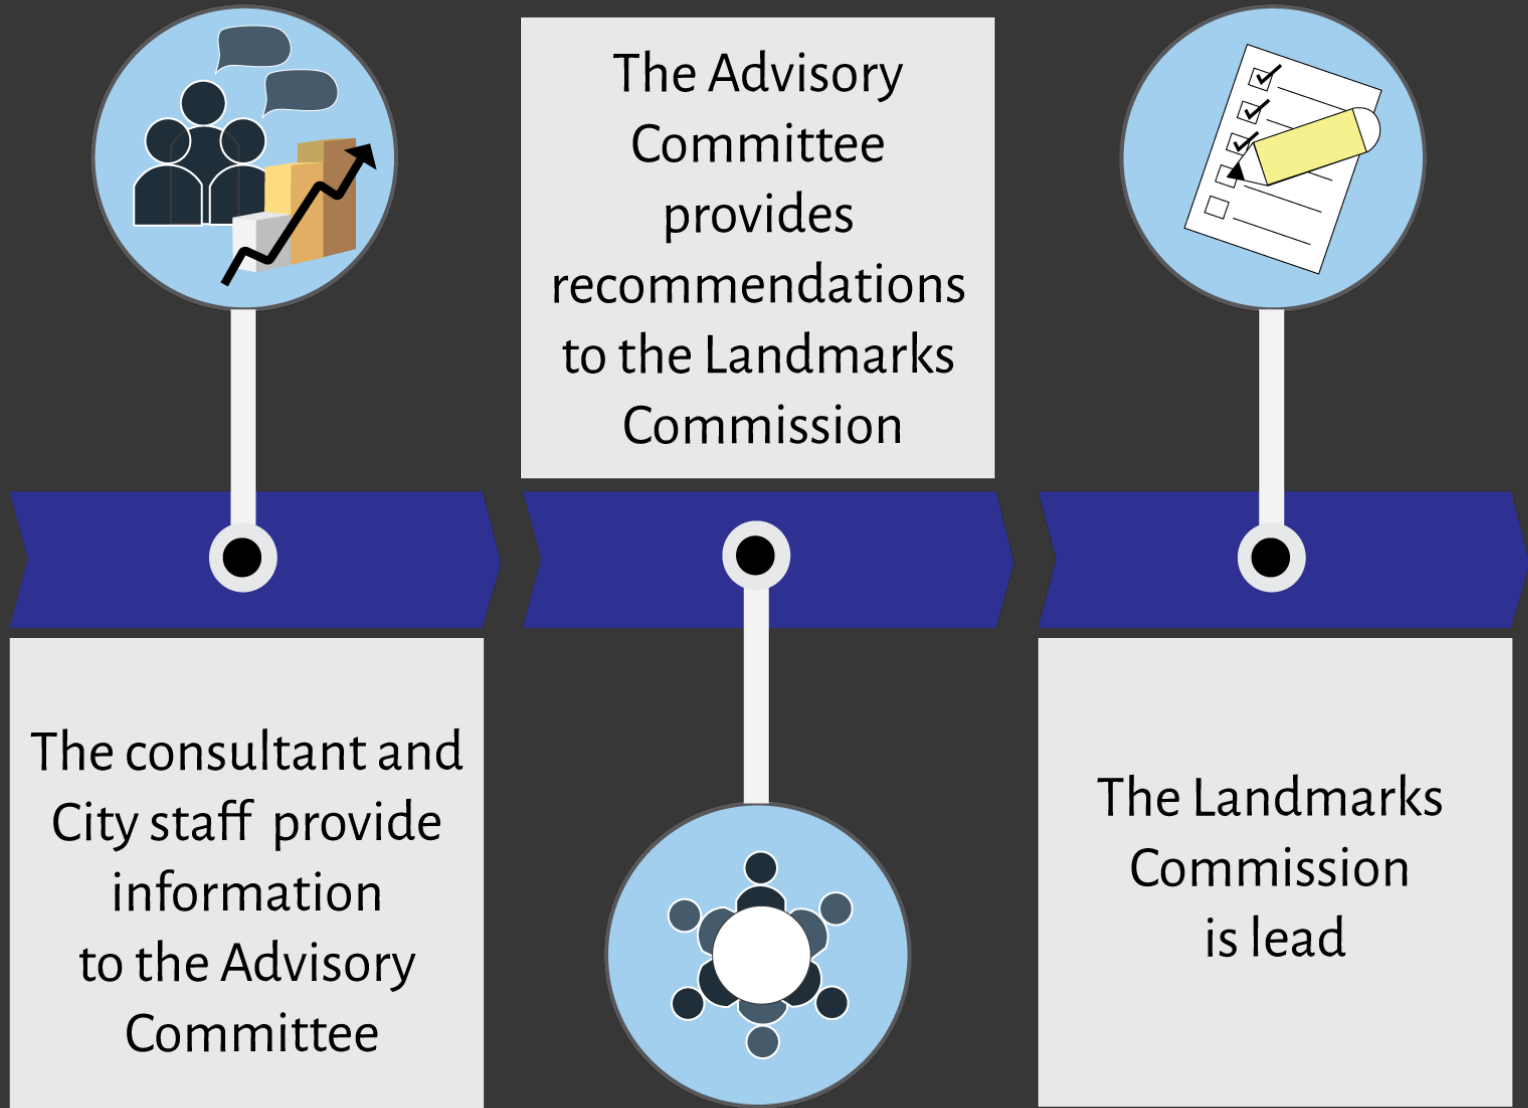 The consultant and
City staff provide
information
to the Advisory
Committee
The Advisory
Committee
provides
recommendations
to the Landmarks
Commission
The Landmarks
Commission
is lead